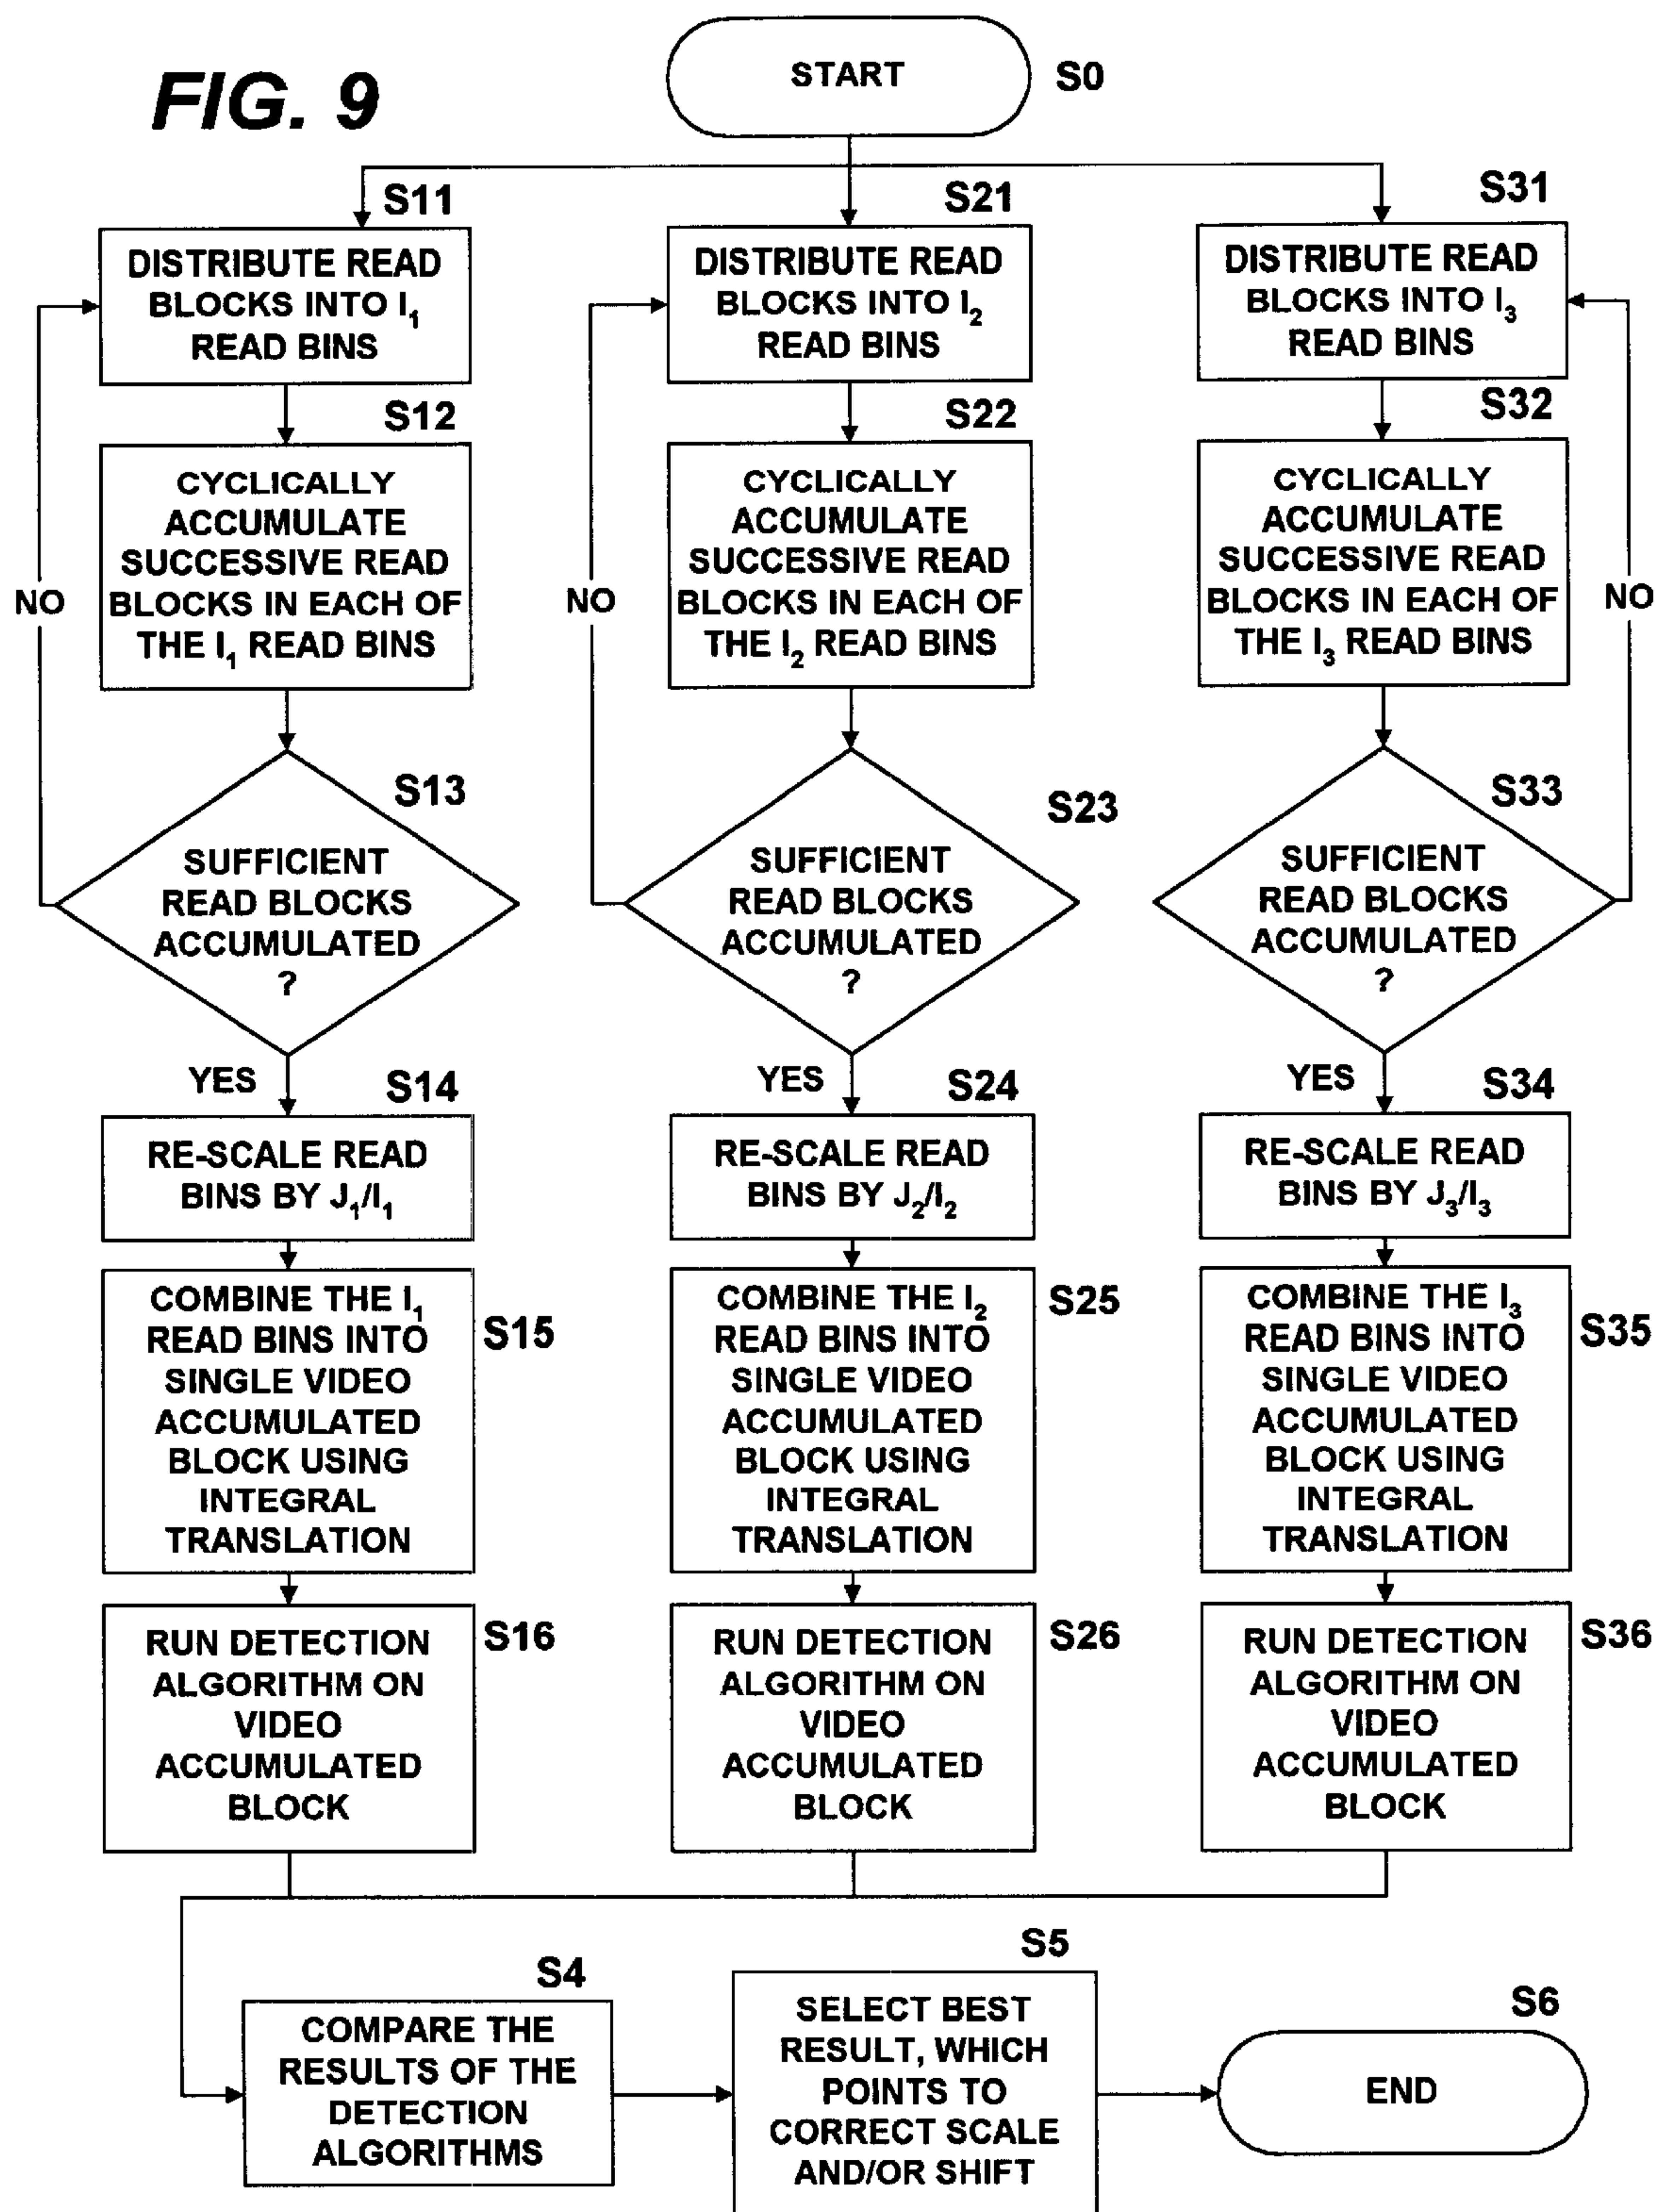 FIG. 9
START
S0
S11
DISTRIBUTE READ
BLOCKS INTO I₁
READ BINS
S12
CYCLICALLY
ACCUMULATE
SUCCESSIVE READ
BLOCKS IN EACH OF
THE I₁ READ BINS
NO
S13
SUFFICIENT
READ BLOCKS
ACCUMULATED
?
YES
S14
RE-SCALE READ
BINS BY J₁/I₁
S15
COMBINE THE I₁
READ BINS INTO
SINGLE VIDEO
ACCUMULATED
BLOCK USING
INTEGRAL
TRANSLATION
S16
RUN DETECTION
ALGORITHM ON
VIDEO
ACCUMULATED
BLOCK
S21
DISTRIBUTE READ
BLOCKS INTO I₂
READ BINS
S22
CYCLICALLY
ACCUMULATE
SUCCESSIVE READ
BLOCKS IN EACH OF
THE I₂ READ BINS
NO
S23
SUFFICIENT
READ BLOCKS
ACCUMULATED
?
YES
S24
RE-SCALE READ
BINS BY J₂/I₂
S25
COMBINE THE I₂
READ BINS INTO
SINGLE VIDEO
ACCUMULATED
BLOCK USING
INTEGRAL
TRANSLATION
S26
RUN DETECTION
ALGORITHM ON
VIDEO
ACCUMULATED
BLOCK
S31
DISTRIBUTE READ
BLOCKS INTO I₃
READ BINS
S32
CYCLICALLY
ACCUMULATE
SUCCESSIVE READ
BLOCKS IN EACH OF
THE I₃ READ BINS
NO
S33
SUFFICIENT
READ BLOCKS
ACCUMULATED
?
YES
S34
RE-SCALE READ
BINS BY J₃/I₃
S35
COMBINE THE I₃
READ BINS INTO
SINGLE VIDEO
ACCUMULATED
BLOCK USING
INTEGRAL
TRANSLATION
S36
RUN DETECTION
ALGORITHM ON
VIDEO
ACCUMULATED
BLOCK
S4
COMPARE THE
RESULTS OF THE
DETECTION
ALGORITHMS
S5
SELECT BEST
RESULT, WHICH
POINTS TO
CORRECT SCALE
AND/OR SHIFT
S6
END